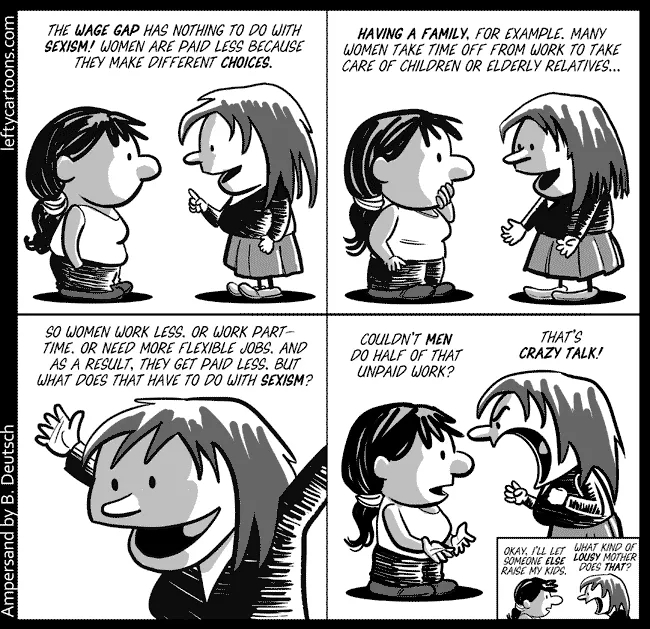 THE WAGE GAP HAS NOTHING TO DO WITH
SEXISM! WOMEN ARE PAID LESS BECAUSE
THEY MAKE DIFFERENT CHOICES.
HAVING A FAMILY, FOR EXAMPLE. MANY
WOMEN TAKE TIME OFF FROM WORK TO TAKE
CARE OF CHILDREN OR ELDERLY RELATIVES...
SO WOMEN WORK LESS. OR WORK PART-
TIME. OR NEED MORE FLEXIBLE JOBS. AND
AS A RESULT, THEY GET PAID LESS. BUT
WHAT DOES THAT HAVE TO DO WITH SEXISM?
COULDN'T MEN
DO HALF OF THAT
UNPAID WORK?
THAT'S
CRAZY TALK!
OKAY, I'LL LET
SOMEONE ELSE
RAISE MY KIDS.
WHAT KIND OF
LOUSY MOTHER
DOES THAT?
leftycartoons.com
Ampersand by B. Deutsch